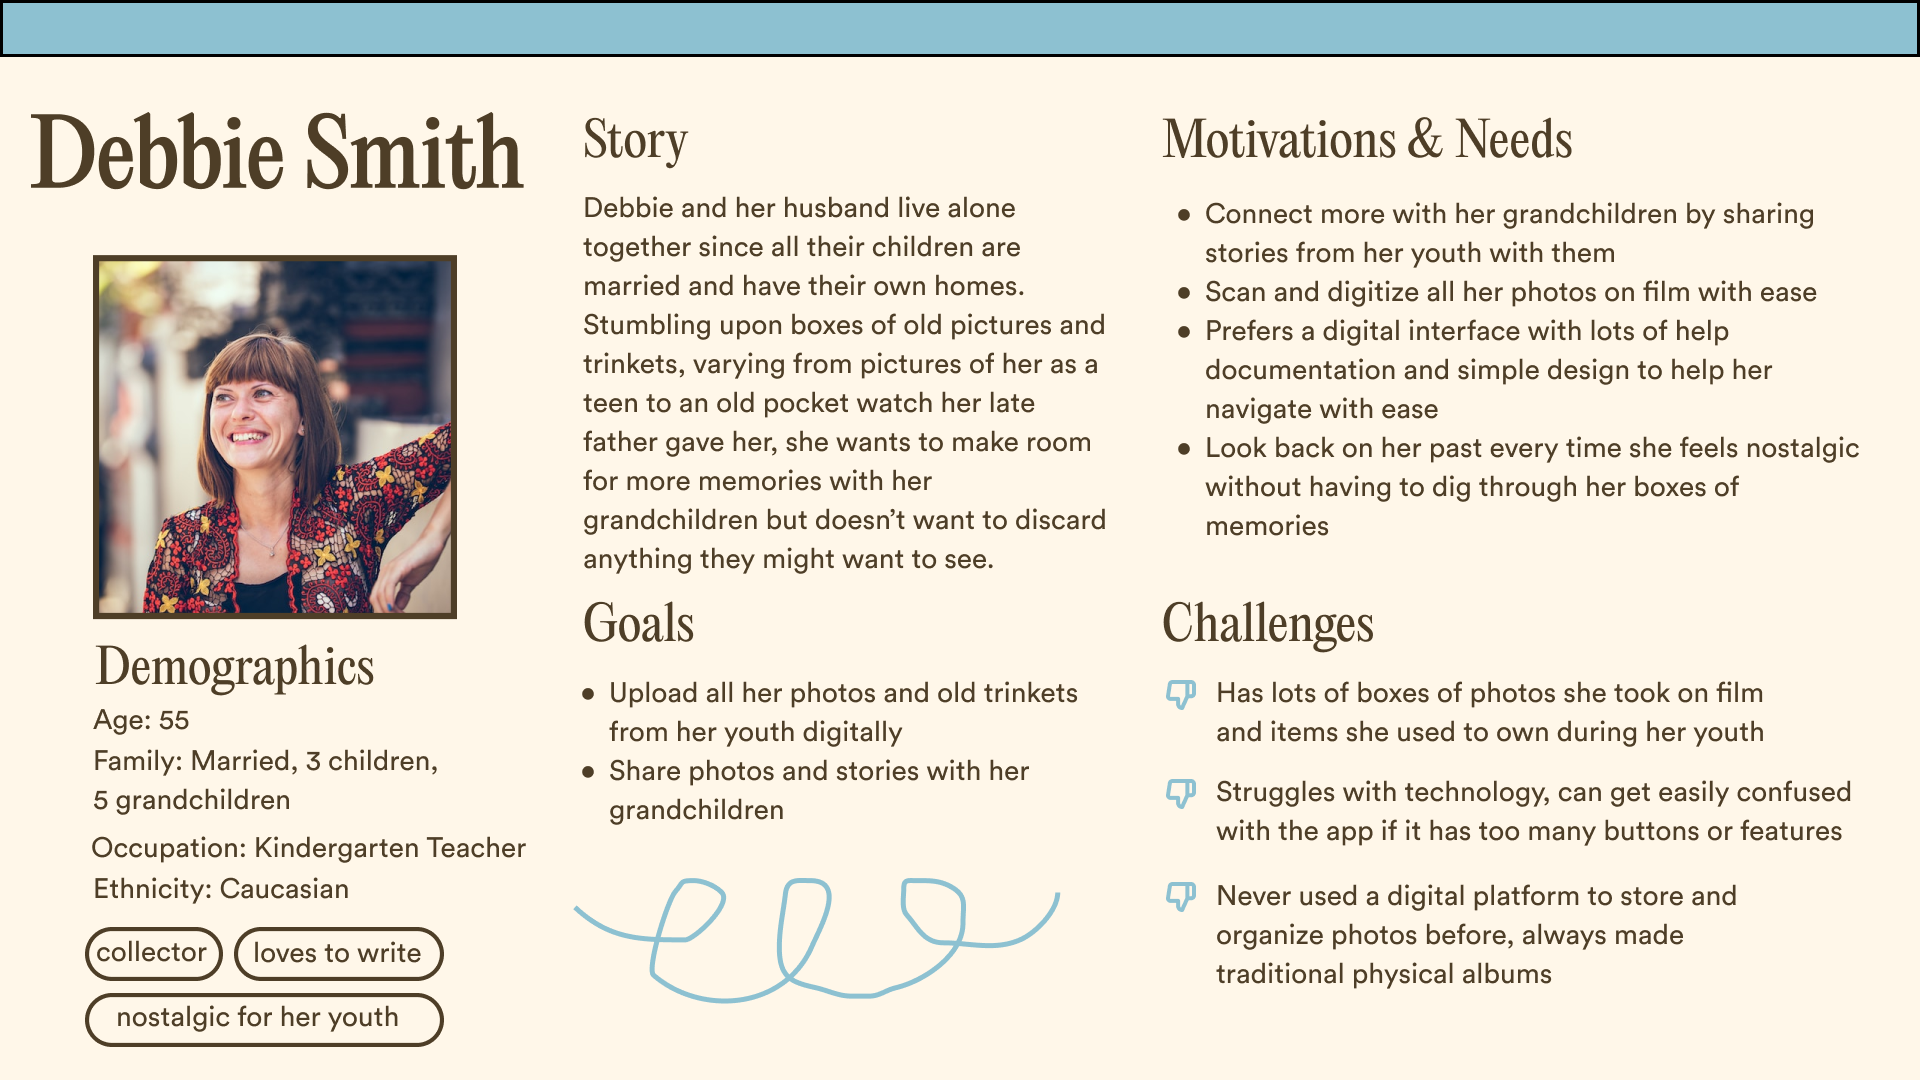 Debbie Smith
Demographics
Age: 55
Family: Married, 3 children,
5 grandchildren
Occupation: Kindergarten Teacher
Ethnicity: Caucasian
collector
loves to write
nostalgic for her youth
Story
Debbie and her husband live alone
together since all their children are
married and have their own homes.
Stumbling upon boxes of old pictures and
trinkets, varying from pictures of her as a
teen to an old pocket watch her late
father gave her, she wants to make room
for more memories with her
grandchildren but doesn’t want to discard
anything they might want to see.
Goals
● Upload all her photos and old trinkets
from her youth digitally
● Share photos and stories with her
grandchildren
Motivations & Needs
● Connect more with her grandchildren by sharing
stories from her youth with them
● Scan and digitize all her photos on film with ease
● Prefers a digital interface with lots of help
documentation and simple design to help her
navigate with ease
● Look back on her past every time she feels nostalgic
without having to dig through her boxes of
memories
Challenges
Has lots of boxes of photos she took on film
and items she used to own during her youth
Struggles with technology, can get easily confused
with the app if it has too many buttons or features
Never used a digital platform to store and
organize photos before, always made
traditional physical albums